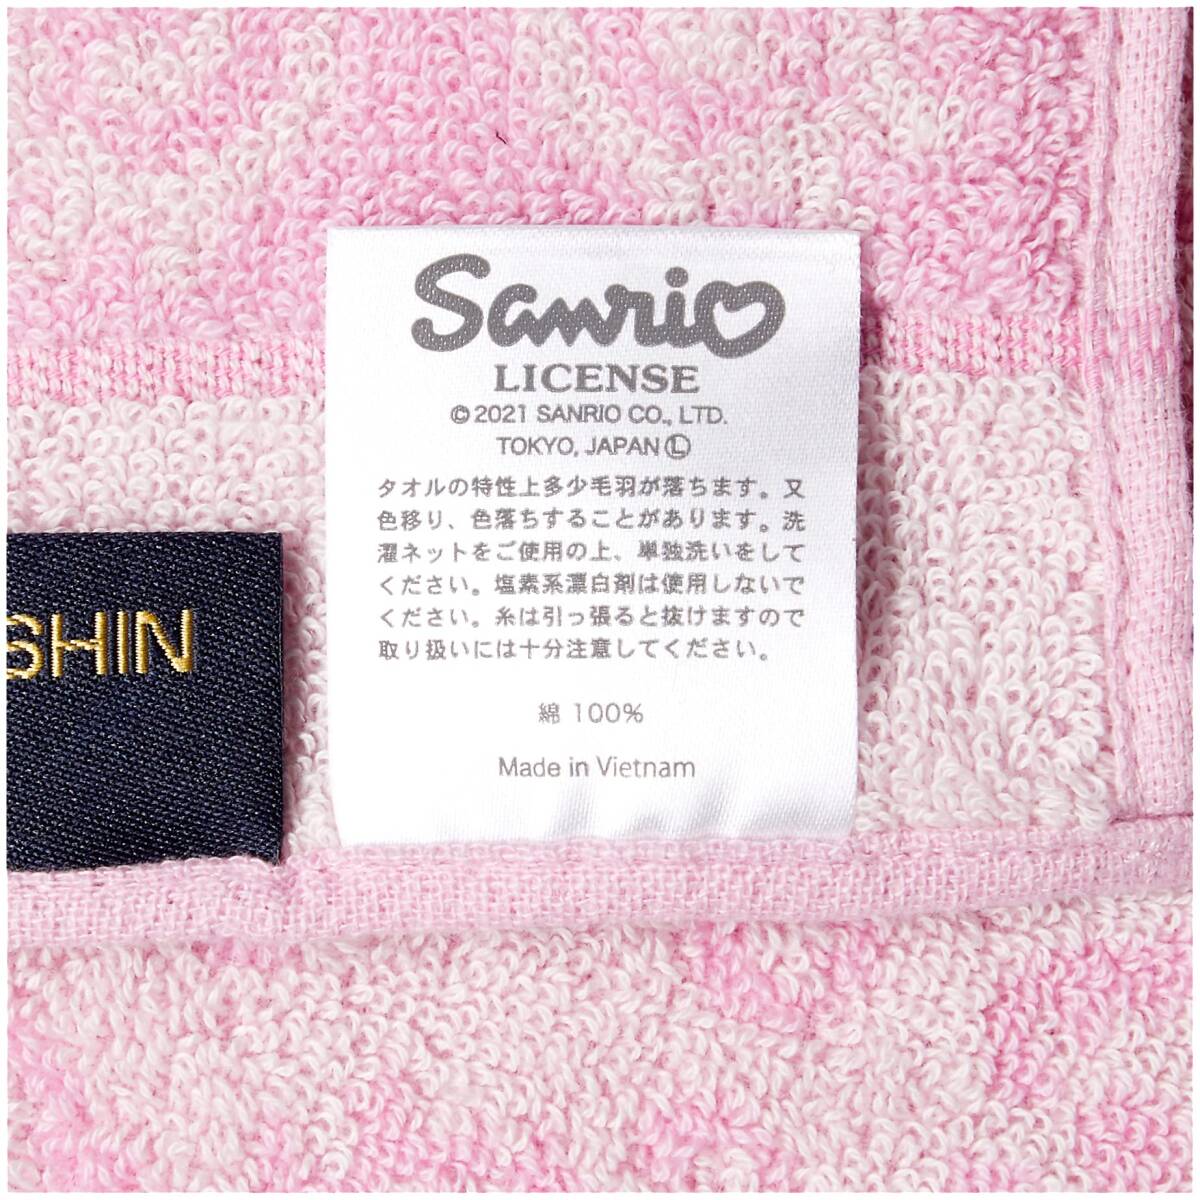 Sanrio
LICENSE
© 2021 SANRIO CO., LTD.
TOKYO, JAPAN Ⓛ
タオルの特性上多少毛羽が落ちます。又
色移り、色落ちすることがあります。洗
濯ネットをご使用の上、単独洗いをして
ください。塩素系漂白剤は使用しないで
ください。糸は引っ張ると抜けますので
取り扱いには十分注意してください。
綿 100%
Made in Vietnam
SHIN